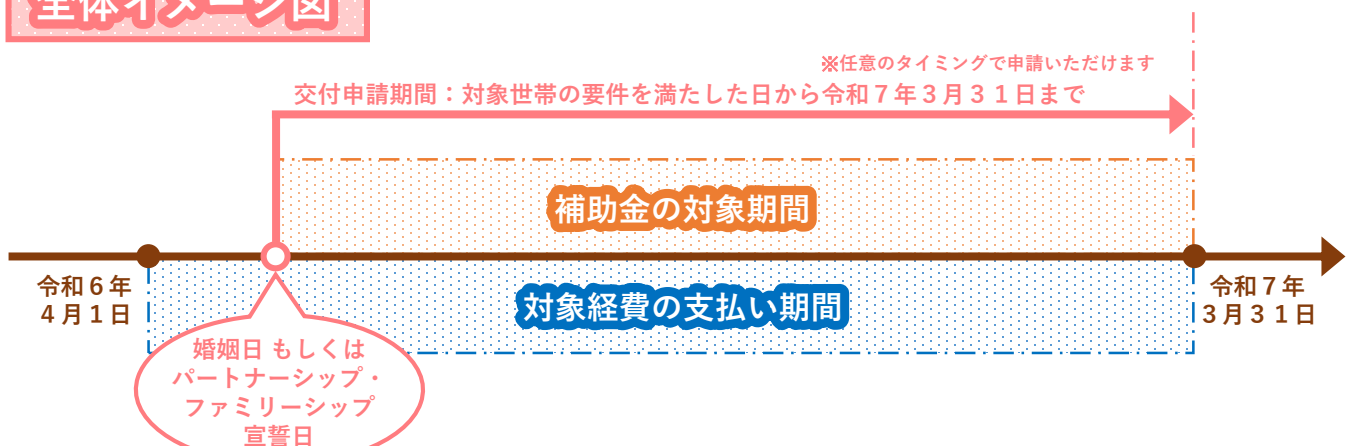 全体イメージ図
※任意のタイミングで申請いただけます
交付申請期間：対象世帯の要件を満たした日から令和７年３月３１日まで
補助金の対象期間
令和６年
４月１日
対象経費の支払い期間
令和７年
３月３１日
婚姻日 もしくは
パートナーシップ・
ファミリーシップ
宣誓日